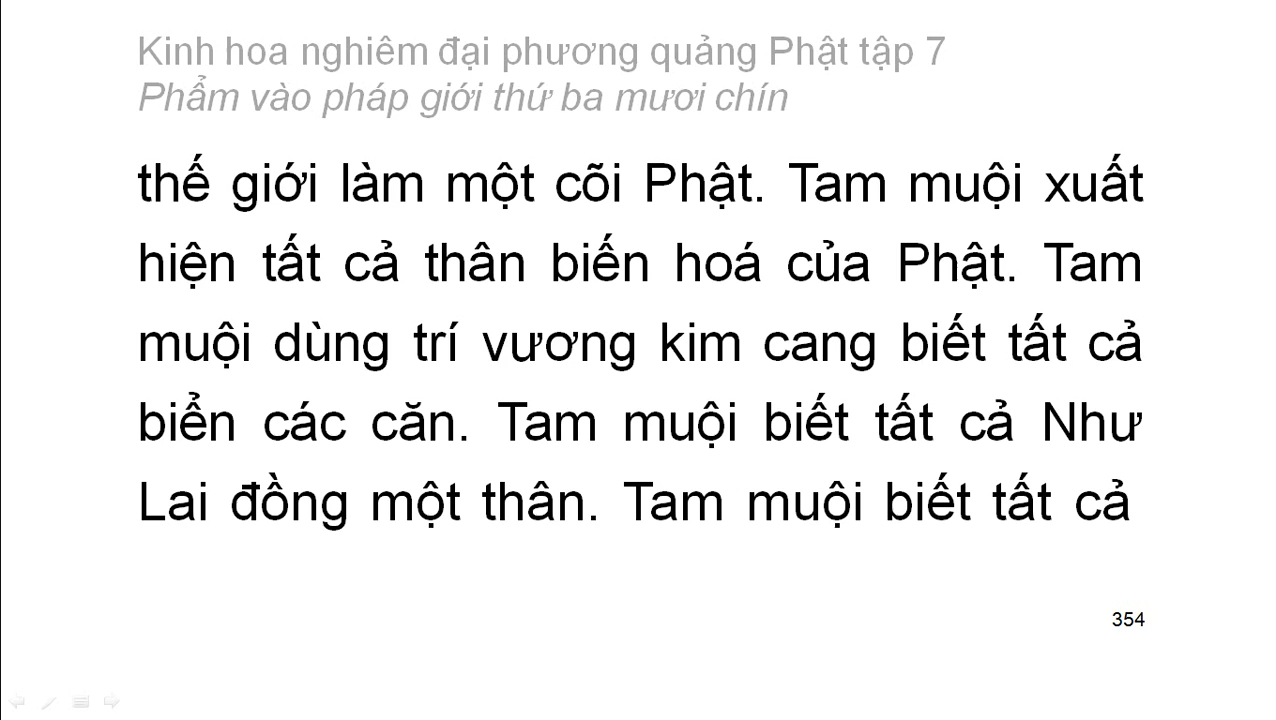 Kinh hoa nghiêm đại phương quảng Phật tập 7
Phẩm vào pháp giới thứ ba mươi chín
thế giới làm một cõi Phật. Tam muội xuất
hiện tất cả thân biến hoá của Phật. Tam
muội dùng trí vương kim cang biết tất cả
biển các căn. Tam muội biết tất cả Như
Lai đồng một thân. Tam muội biết tất cả
354